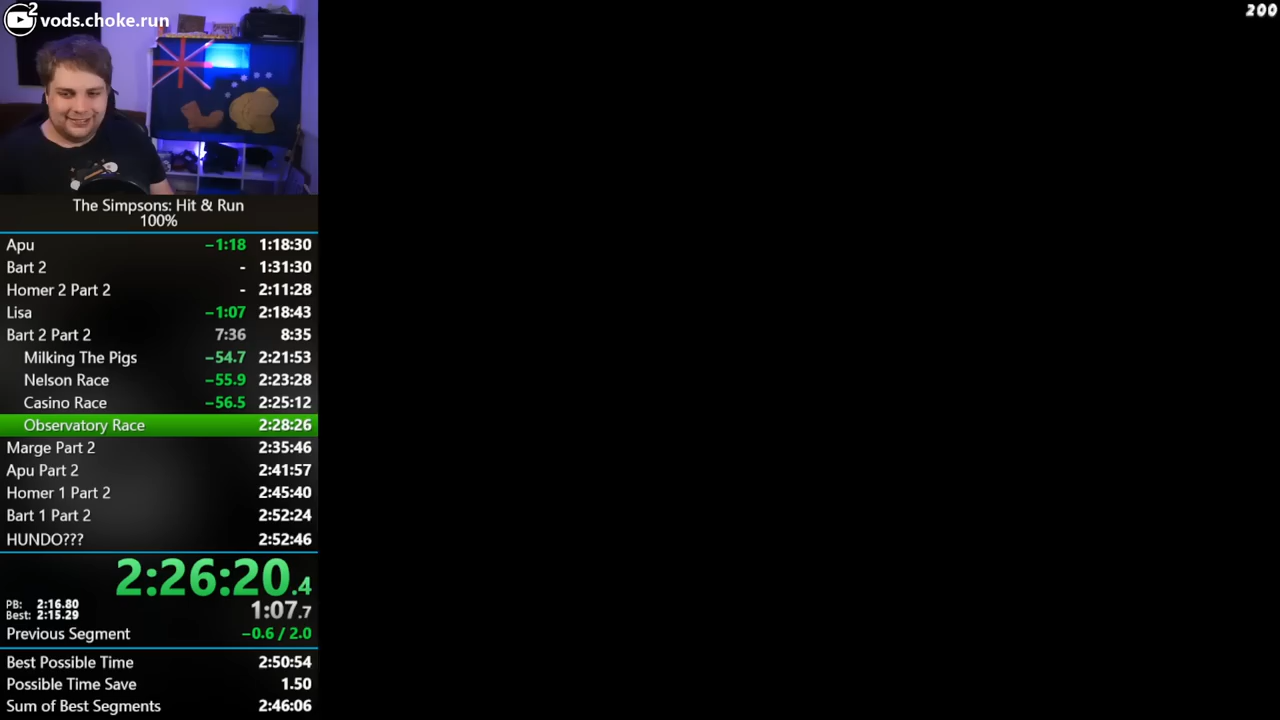 2 vods.choke.run
200
The Simpsons: Hit & Run
100%
Apu −1:18 1:18:30
Bart 2 - 1:31:30
Homer 2 Part 2 - 2:11:28
Lisa −1:07 2:18:43
Bart 2 Part 2 7:36 8:35
Milking The Pigs −54.7 2:21:53
Nelson Race −55.9 2:23:28
Casino Race −56.5 2:25:12
Observatory Race 2:28:26
Marge Part 2 2:35:46
Apu Part 2 2:41:57
Homer 1 Part 2 2:45:40
Bart 1 Part 2 2:52:24
HUNDO??? 2:52:46
2:26:20.4
PB: 2:16.80 1:07.7
Best: 2:15.29
Previous Segment −0.6 / 2.0
Best Possible Time 2:50:54
Possible Time Save 1.50
Sum of Best Segments 2:46:06